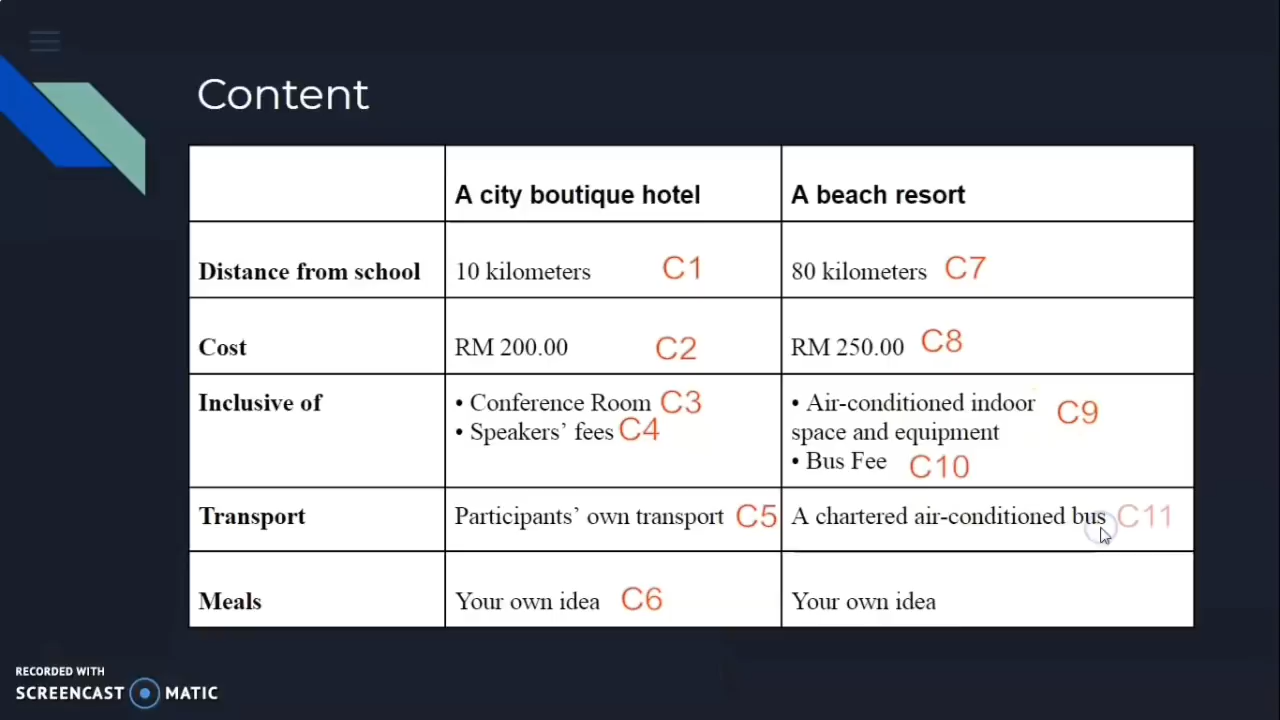 Content
A city boutique hotel
A beach resort
Distance from school
10 kilometers C1
80 kilometers C7
Cost
RM 200.00 C2
RM 250.00 C8
Inclusive of
• Conference Room C3
• Speakers’ fees C4
• Air-conditioned indoor
space and equipment C9
• Bus Fee C10
Transport
Participants’ own transport C5
A chartered air-conditioned bus C11
Meals
Your own idea C6
Your own idea
RECORDED WITH
SCREENCAST MATIC